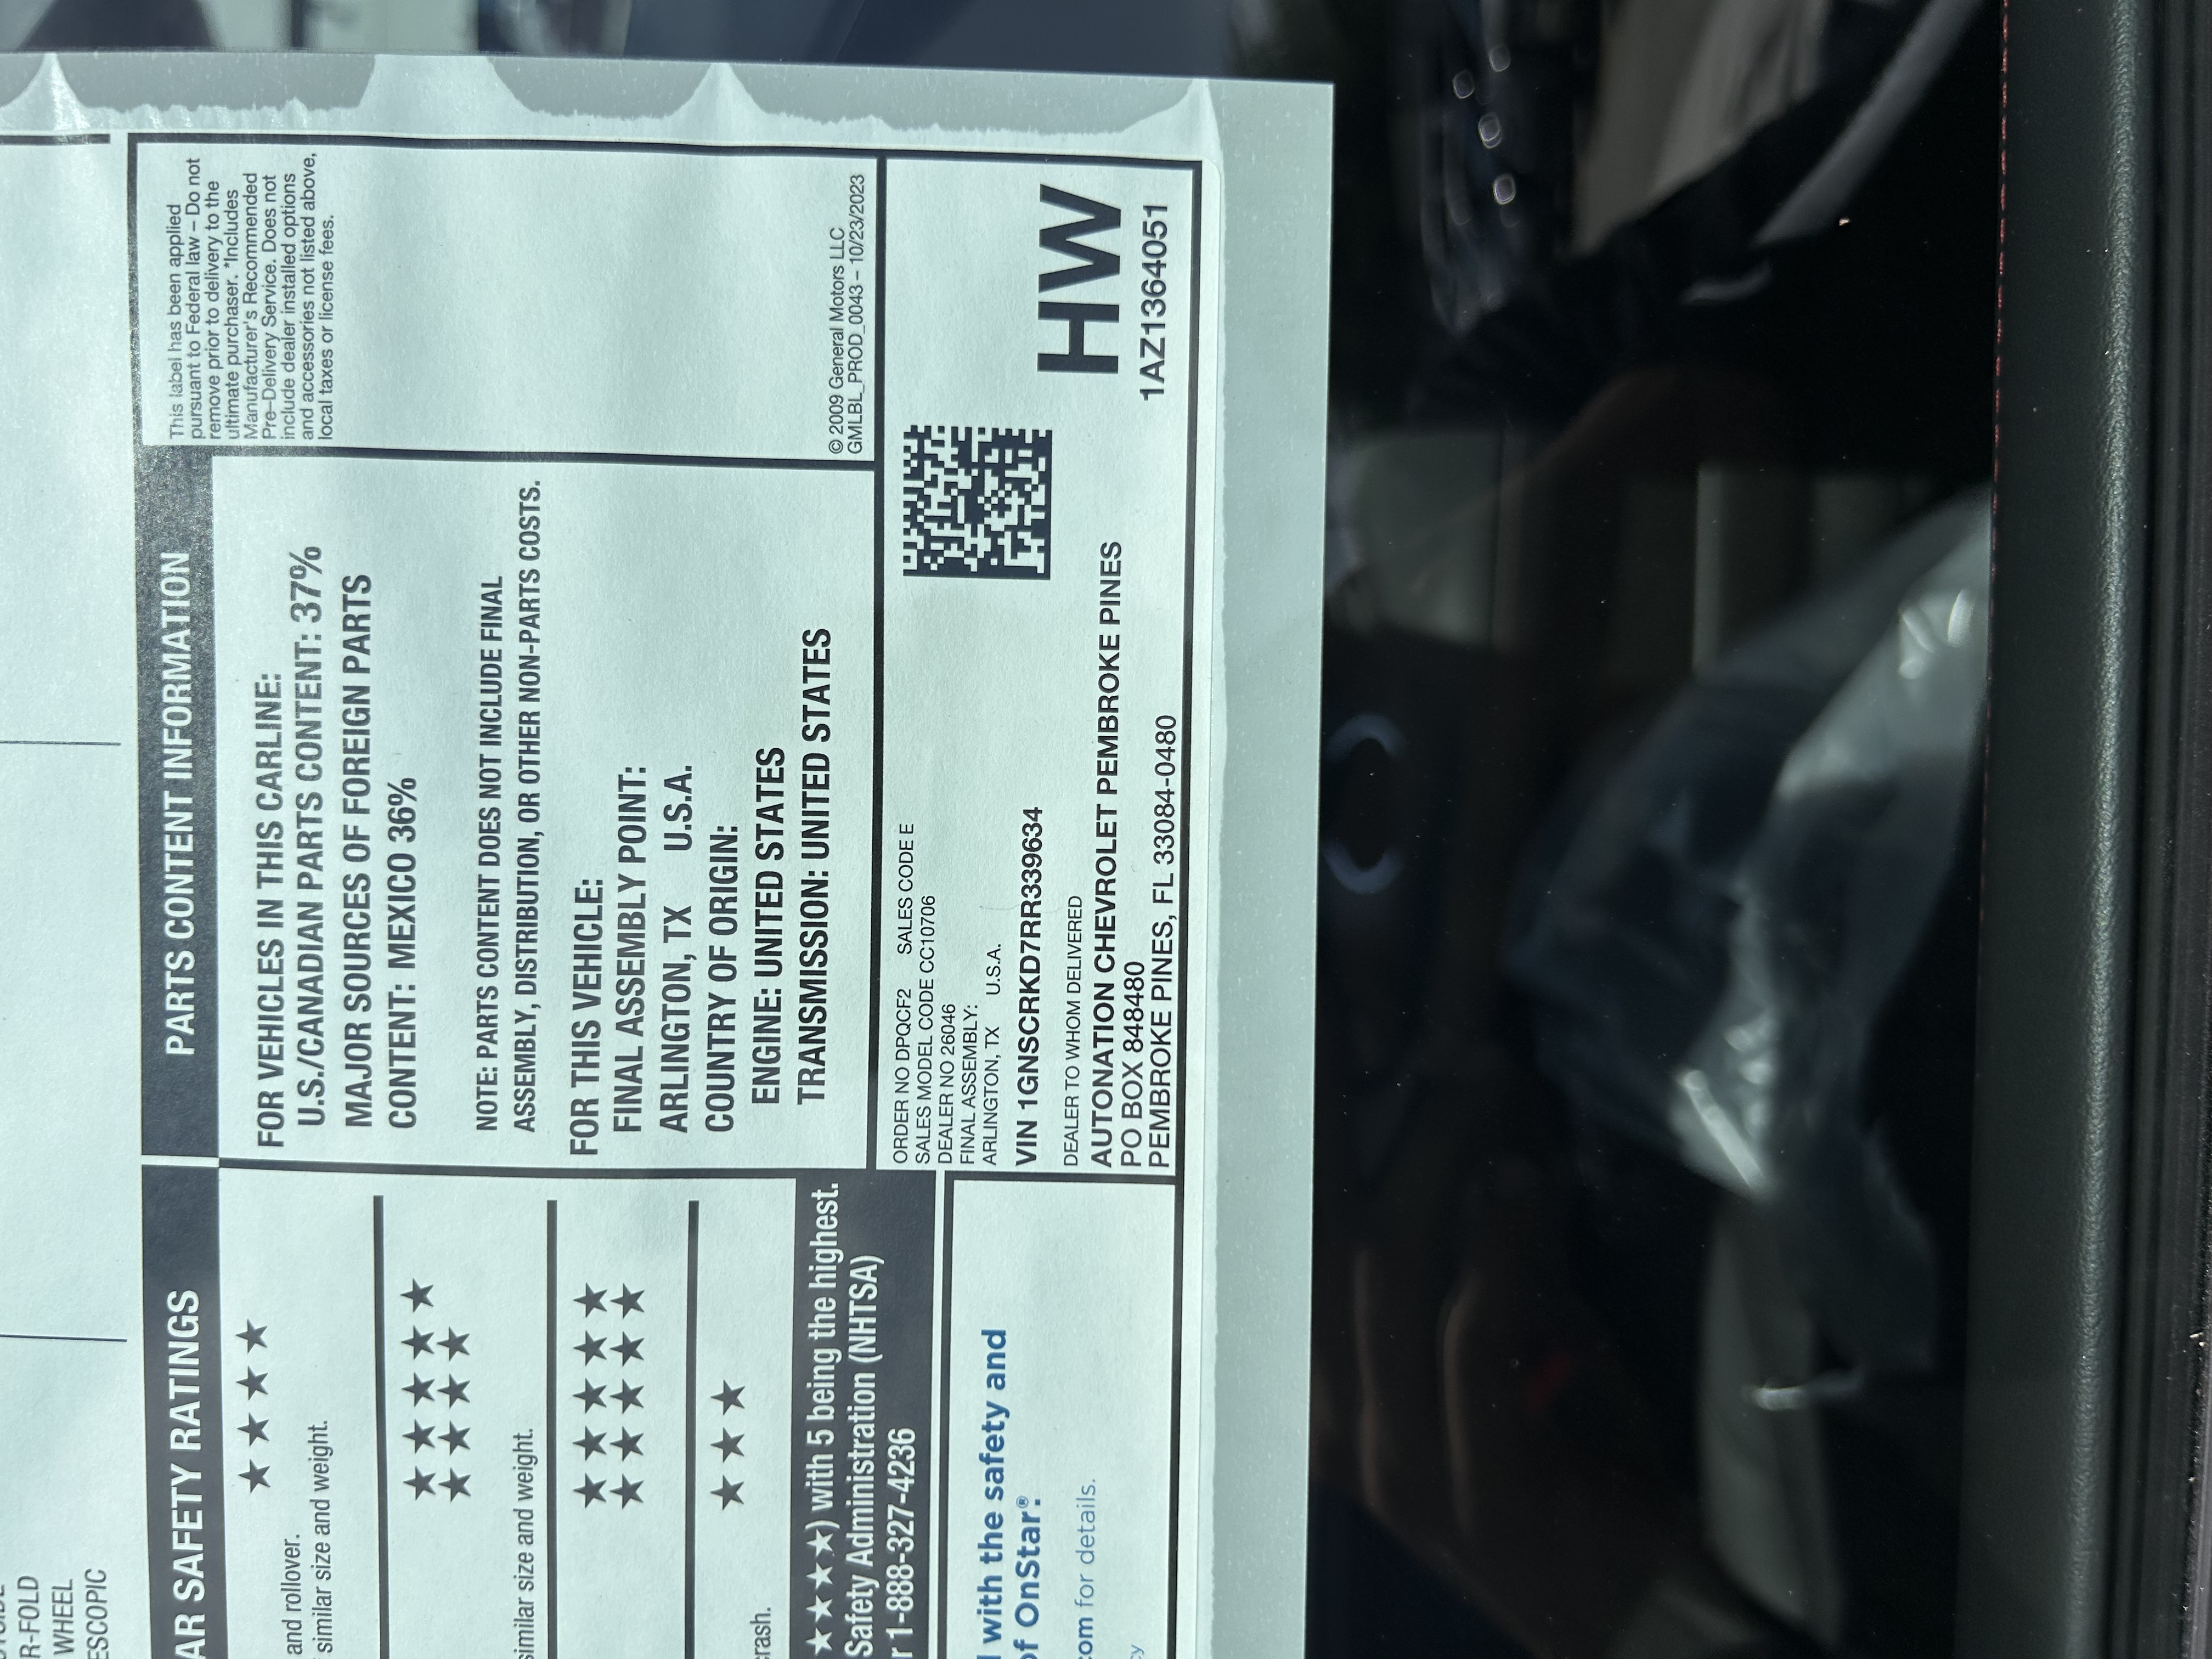 R-FOLD
WHEEL
ESCOPIC
AR SAFETY RATINGS
★★★★
and rollover.
similar size and weight.
★★★★★
★★★★
similar size and weight.
★★★★★
★★★★★
★★★
crash.
★★★★★) with 5 being the highest.
Safety Administration (NHTSA)
r 1-888-327-4236
with the safety and
of OnStar®.
com for details.
cy
PARTS CONTENT INFORMATION
FOR VEHICLES IN THIS CARLINE:
U.S./CANADIAN PARTS CONTENT: 37%
MAJOR SOURCES OF FOREIGN PARTS
CONTENT: MEXICO 36%
NOTE: PARTS CONTENT DOES NOT INCLUDE FINAL
ASSEMBLY, DISTRIBUTION, OR OTHER NON-PARTS COSTS.
FOR THIS VEHICLE:
FINAL ASSEMBLY POINT:
ARLINGTON, TX U.S.A.
COUNTRY OF ORIGIN:
ENGINE: UNITED STATES
TRANSMISSION: UNITED STATES
This label has been applied
pursuant to Federal law – Do not
remove prior to delivery to the
ultimate purchaser. *Includes
Manufacturer's Recommended
Pre–Delivery Service. Does not
include dealer installed options
and accessories not listed above,
local taxes or license fees.
©2009 General Motors LLC
GMLBL_PROD_0043 – 10/23/2023
ORDER NO DPQCF2 SALES CODE E
SALES MODEL CODE CC10706
DEALER NO 26046
FINAL ASSEMBLY:
ARLINGTON, TX U.S.A.
VIN 1GNSCRKD7RR339634
DEALER TO WHOM DELIVERED
AUTONATION CHEVROLET PEMBROKE PINES
PO BOX 848480
PEMBROKE PINES, FL 33084-0480
HW
1AZ1364051